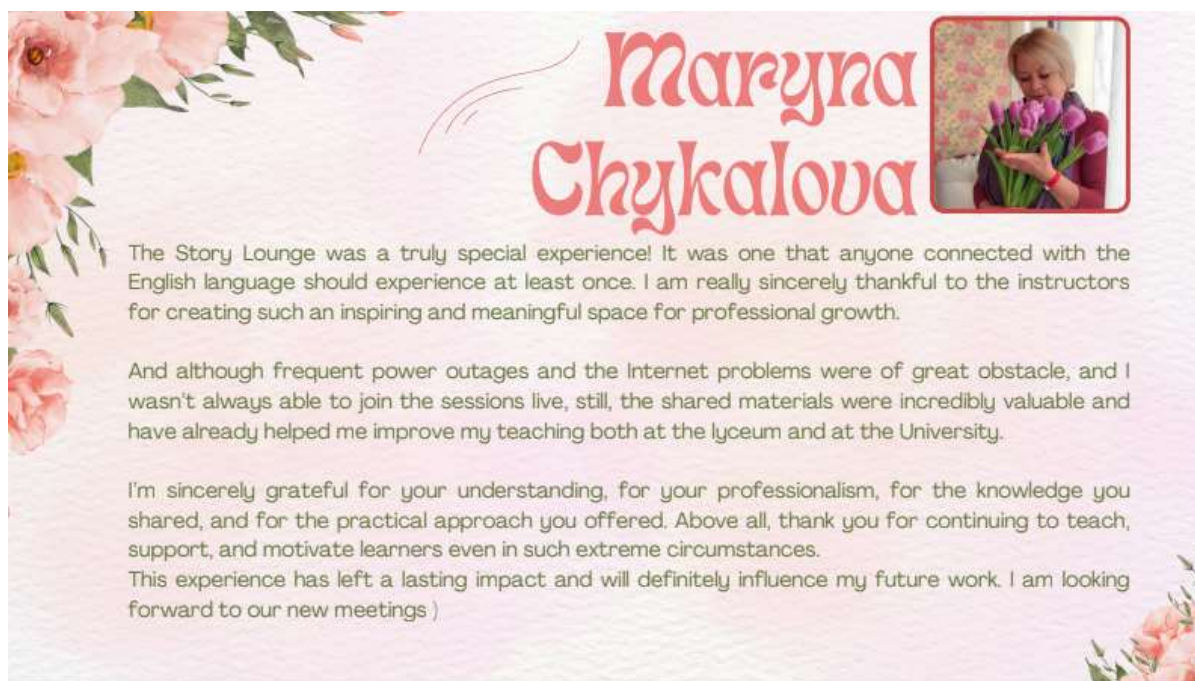 Maryna
Chykalova
The Story Lounge was a truly special experience! It was one that anyone connected with the
English language should experience at least once. I am really sincerely thankful to the instructors
for creating such an inspiring and meaningful space for professional growth.
And although frequent power outages and the Internet problems were of great obstacle, and I
wasn't always able to join the sessions live, still, the shared materials were incredibly valuable and
have already helped me improve my teaching both at the lyceum and at the University.
I'm sincerely grateful for your understanding, for your professionalism, for the knowledge you
shared, and for the practical approach you offered. Above all, thank you for continuing to teach,
support, and motivate learners even in such extreme circumstances.
This experience has left a lasting impact and will definitely influence my future work. I am looking
forward to our new meetings )